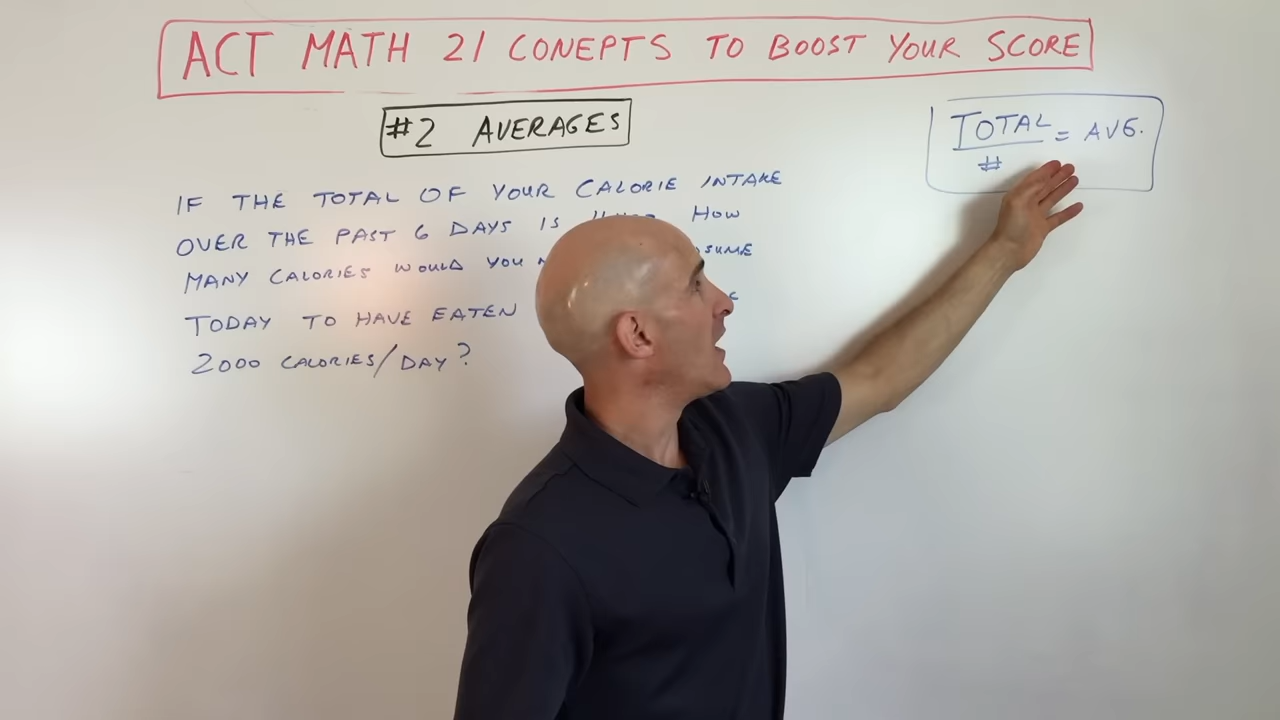 ACT MATH 21 CONEPTS TO BOOST YOUR SCORE
#2 AVERAGES
TOTAL
# = AVG.
IF THE TOTAL OF YOUR CALORIE INTAKE
OVER THE PAST 6 DAYS IS HOW
MANY CALORIES WOULD YOU
TODAY TO HAVE EATEN
2000 CALORIES/DAY?